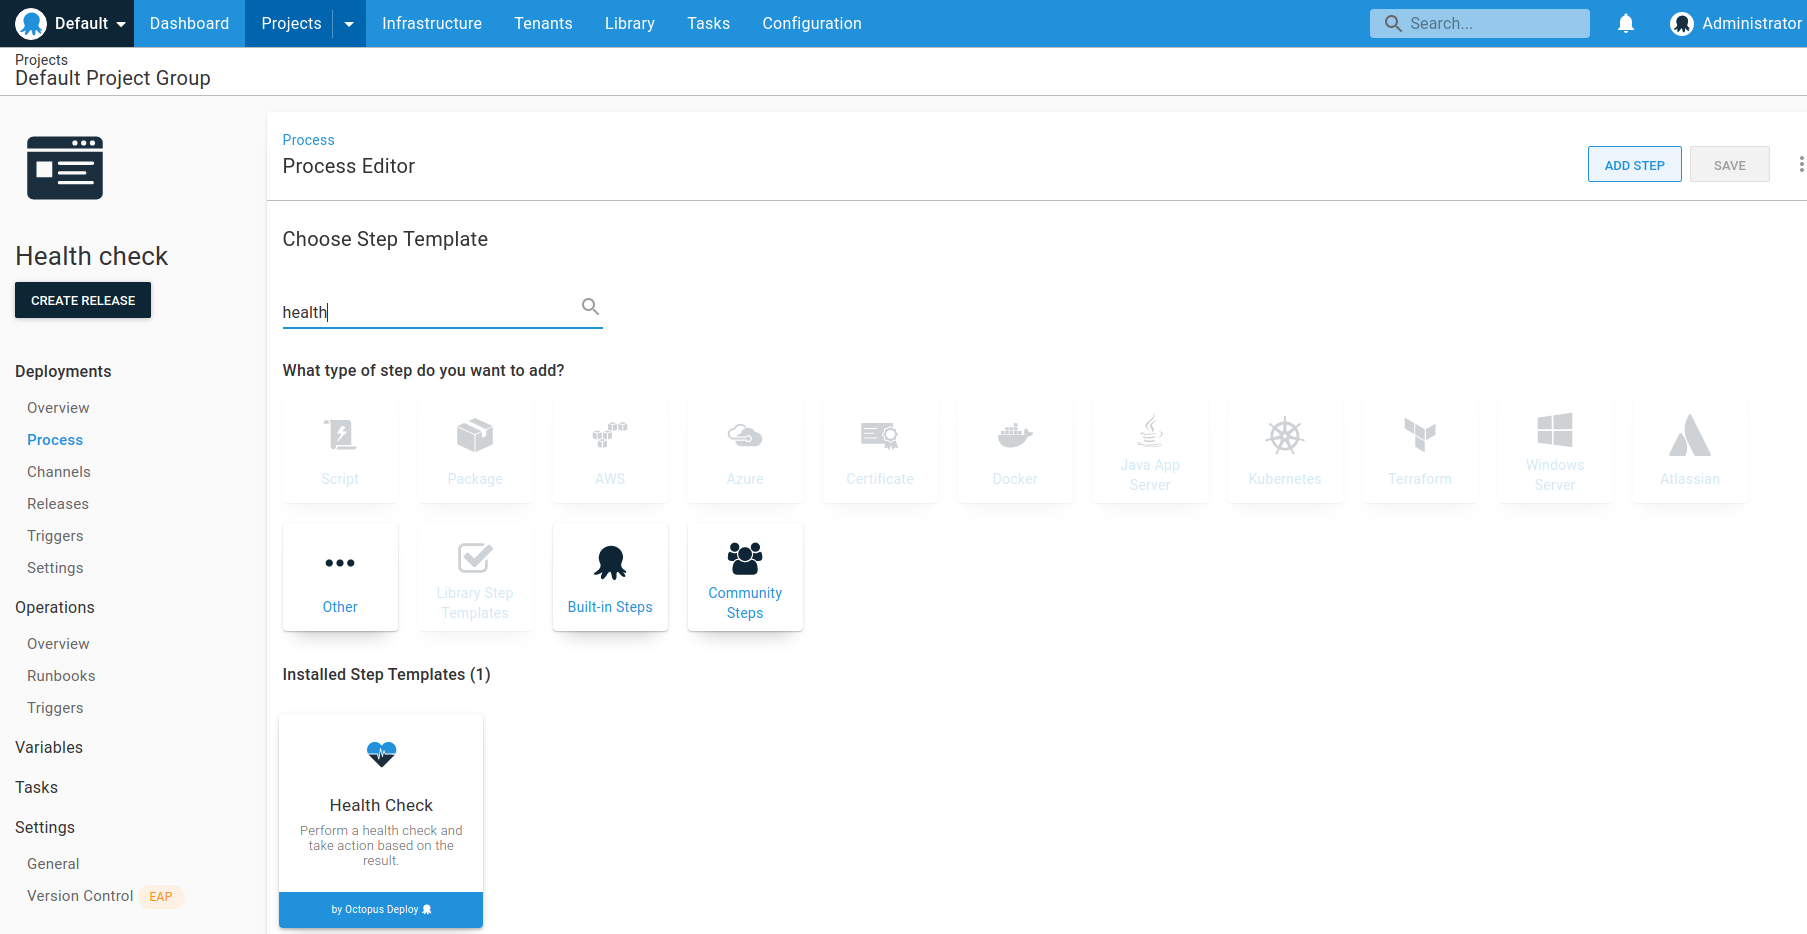 Default
Dashboard
Projects
Infrastructure
Tenants
Library
Tasks
Configuration
Search...
Administrator
Projects
Default Project Group
Health check
CREATE RELEASE
Deployments
Overview
Process
Channels
Releases
Triggers
Settings
Operations
Overview
Runbooks
Triggers
Variables
Tasks
Settings
General
Version Control EAP
Process
Process Editor
ADD STEP
SAVE
Choose Step Template
health
What type of step do you want to add?
Script
Package
AWS
Azure
Certificate
Docker
Java App
Server
Kubernetes
Terraform
Windows
Server
Atlassian
Other
Library Step
Templates
Built-in Steps
Community
Steps
Installed Step Templates (1)
Health Check
Perform a health check and
take action based on the
result.
by Octopus Deploy